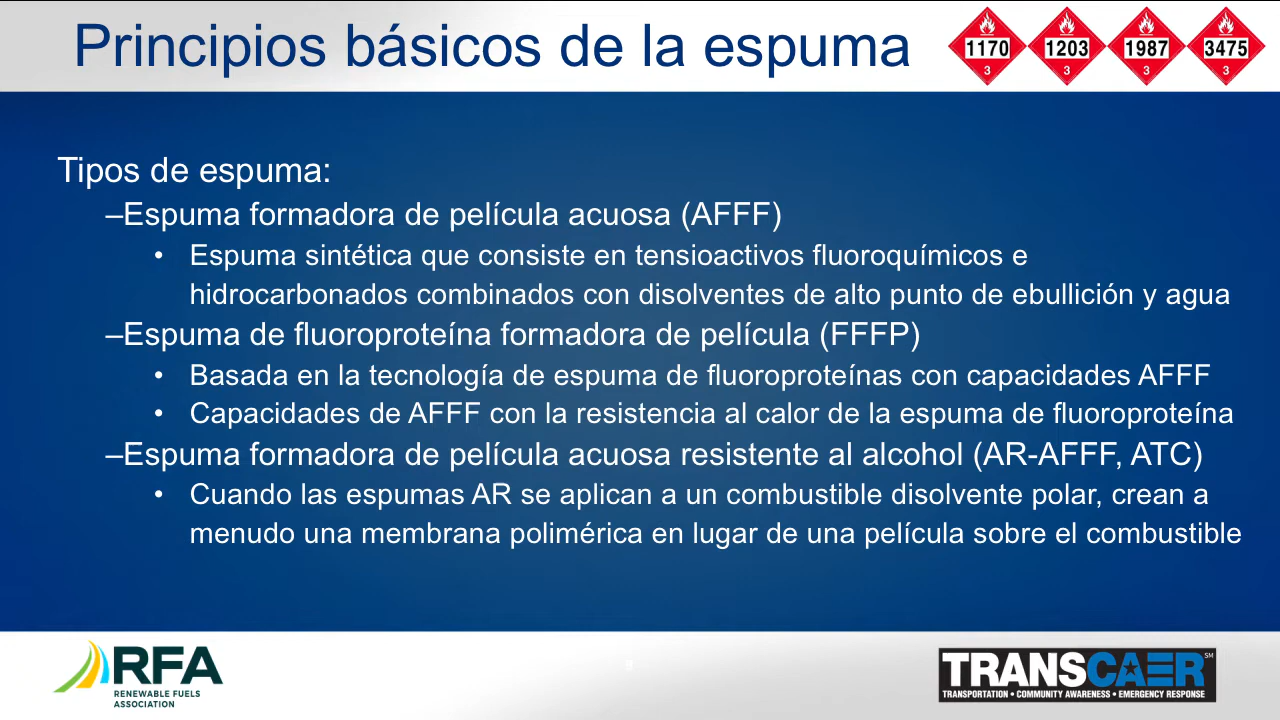 Principios básicos de la espuma
1170 1203 1987 3475
3 3 3 3
Tipos de espuma:
–Espuma formadora de película acuosa (AFFF)
• Espuma sintética que consiste en tensioactivos fluoroquímicos e
hidrocarbonados combinados con disolventes de alto punto de ebullición y agua
–Espuma de fluoroproteína formadora de película (FFFP)
• Basada en la tecnología de espuma de fluoroproteínas con capacidades AFFF
• Capacidades de AFFF con la resistencia al calor de la espuma de fluoroproteína
–Espuma formadora de película acuosa resistente al alcohol (AR-AFFF, ATC)
• Cuando las espumas AR se aplican a un combustible disolvente polar, crean a
menudo una membrana polimérica en lugar de una película sobre el combustible
RFA
RENEWABLE FUELS
ASSOCIATION
TRANSCAER SM
TRANSPORTATION • COMMUNITY AWARENESS • EMERGENCY RESPONSE